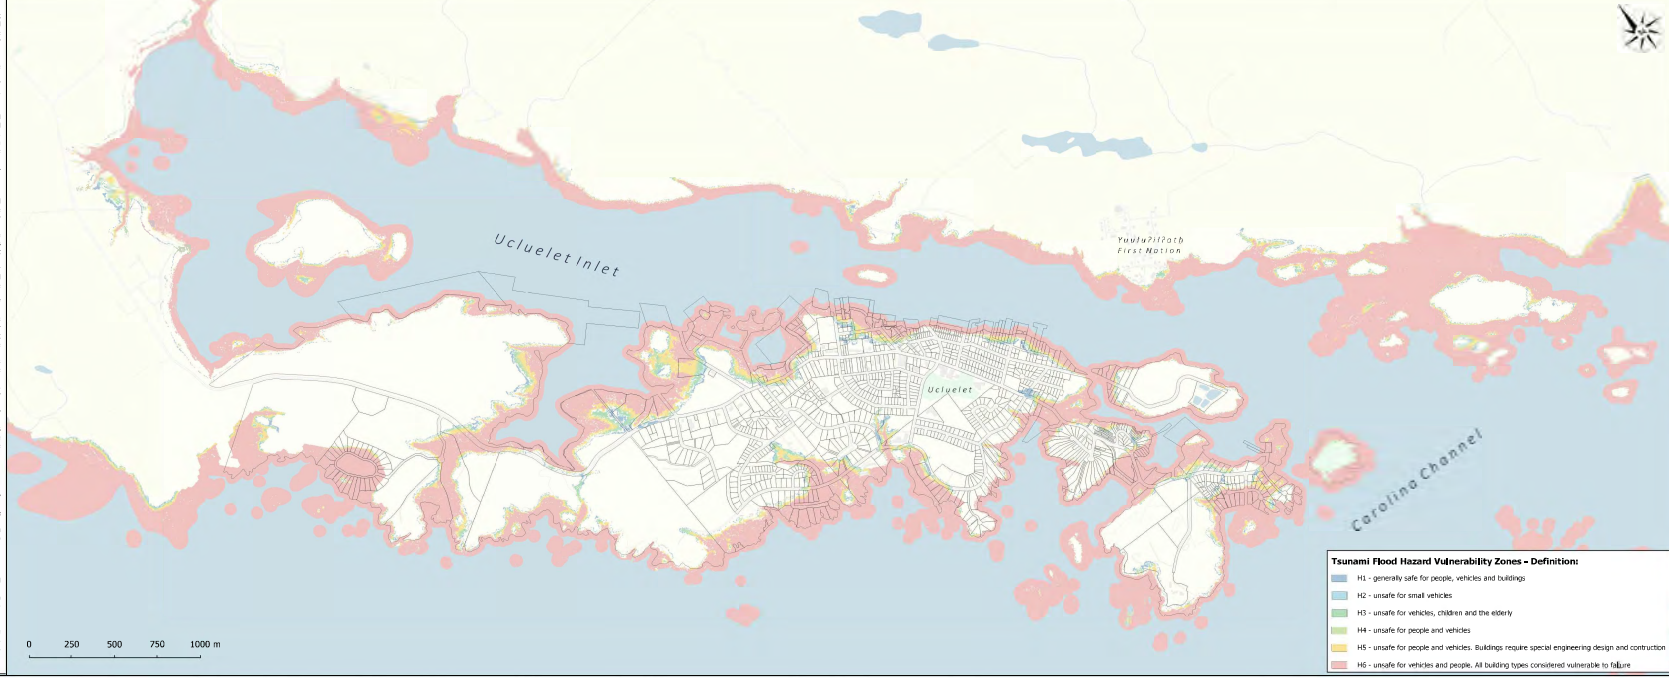 Ucluelet Inlet
Yuułuʔiłʔatḥ
First Nation
Ucluelet
Carolina Channel
Tsunami Flood Hazard Vulnerability Zones - Definition:
H1 - generally safe for people, vehicles and buildings
H2 - unsafe for small vehicles
H3 - unsafe for vehicles, children and the elderly
H4 - unsafe for people and vehicles
H5 - unsafe for people and vehicles. Buildings require special engineering design and contruction
H6 - unsafe for vehicles and people. All building types considered vulnerable to failure
0 250 500 750 1000 m